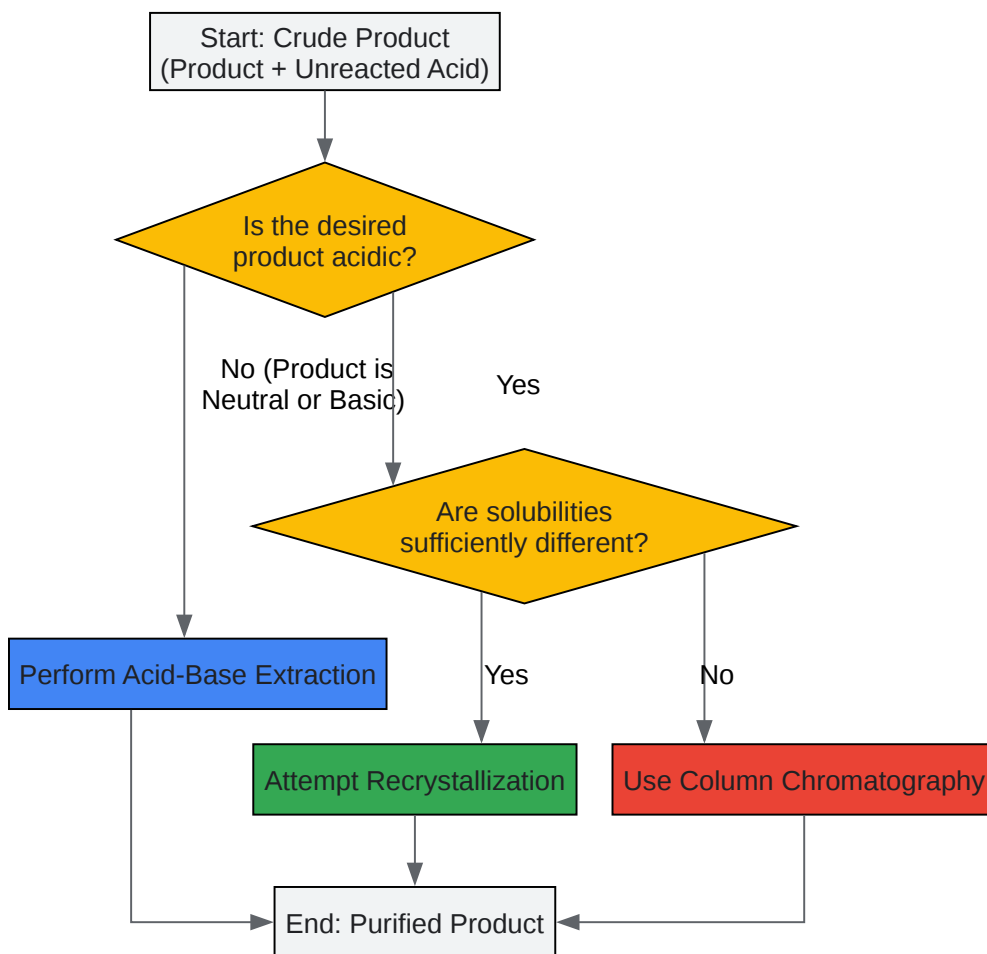 Start: Crude Product
(Product + Unreacted Acid)
Is the desired
product acidic?
No (Product is
Neutral or Basic)
Yes
Are solubilities
sufficiently different?
Perform Acid-Base Extraction
Yes
No
Attempt Recrystallization
Use Column Chromatography
End: Purified Product